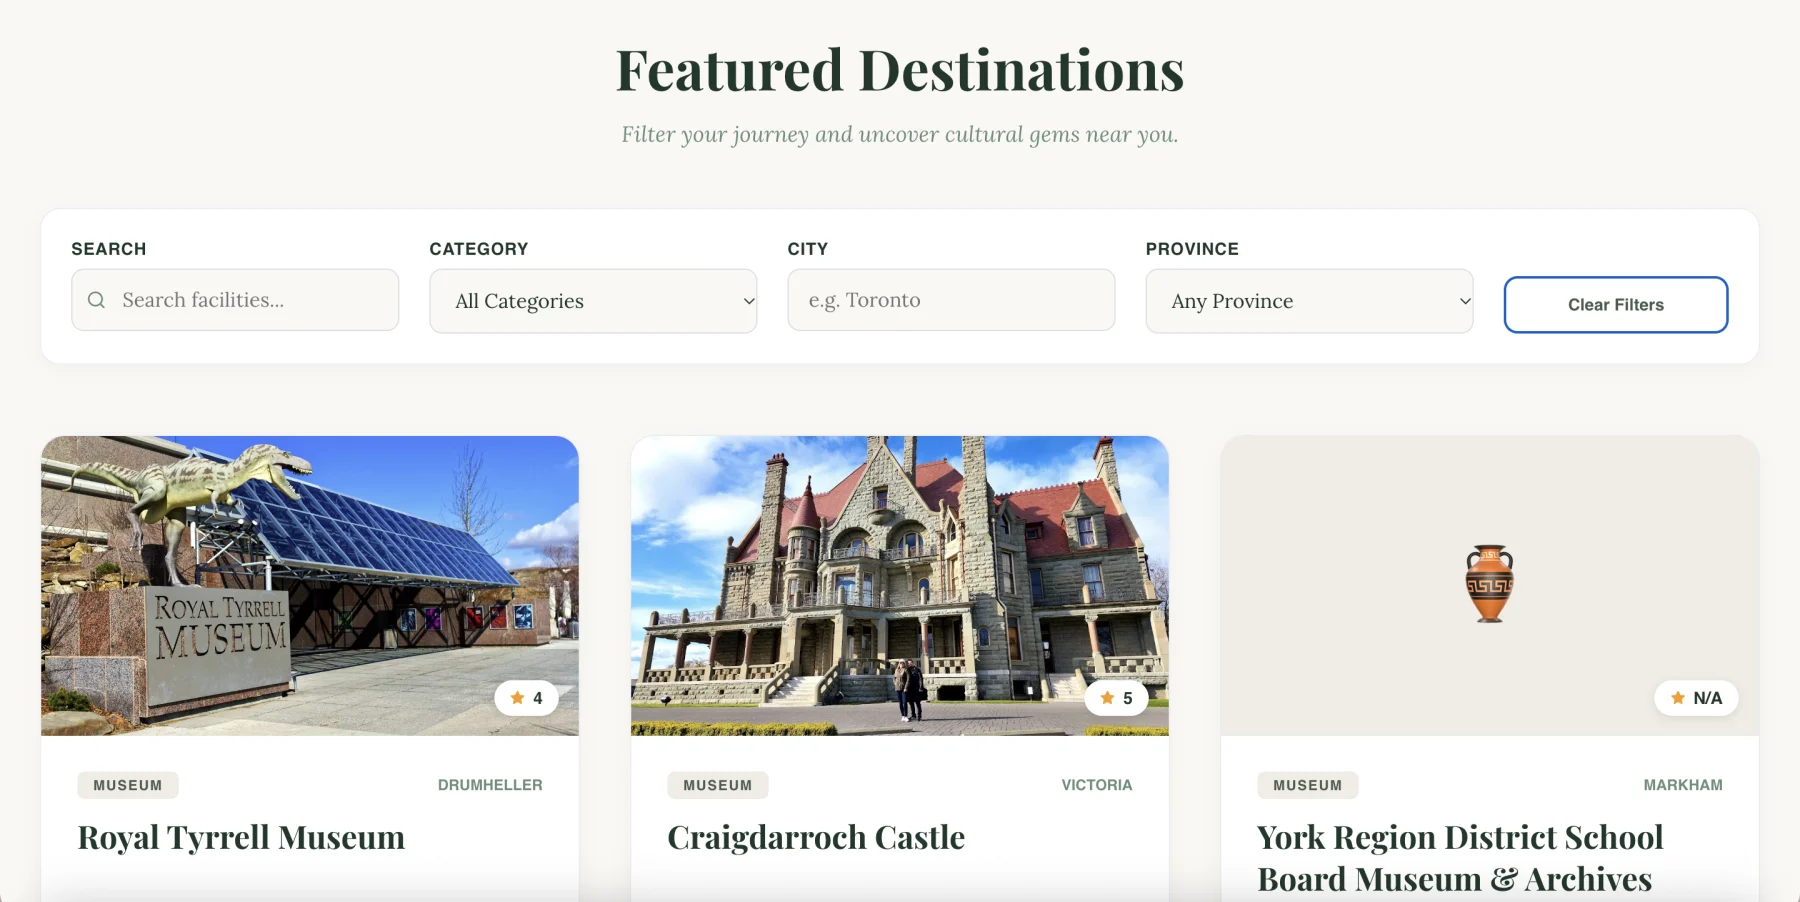 Featured Destinations
Filter your journey and uncover cultural gems near you.
SEARCH
Search facilities...
CATEGORY
All Categories
CITY
e.g. Toronto
PROVINCE
Any Province
Clear Filters
ROYAL TYRRELL
MUSEUM
4
MUSEUM
DRUMHELLER
Royal Tyrrell Museum
5
MUSEUM
VICTORIA
Craigdarroch Castle
N/A
MUSEUM
MARKHAM
York Region District School
Board Museum & Archives